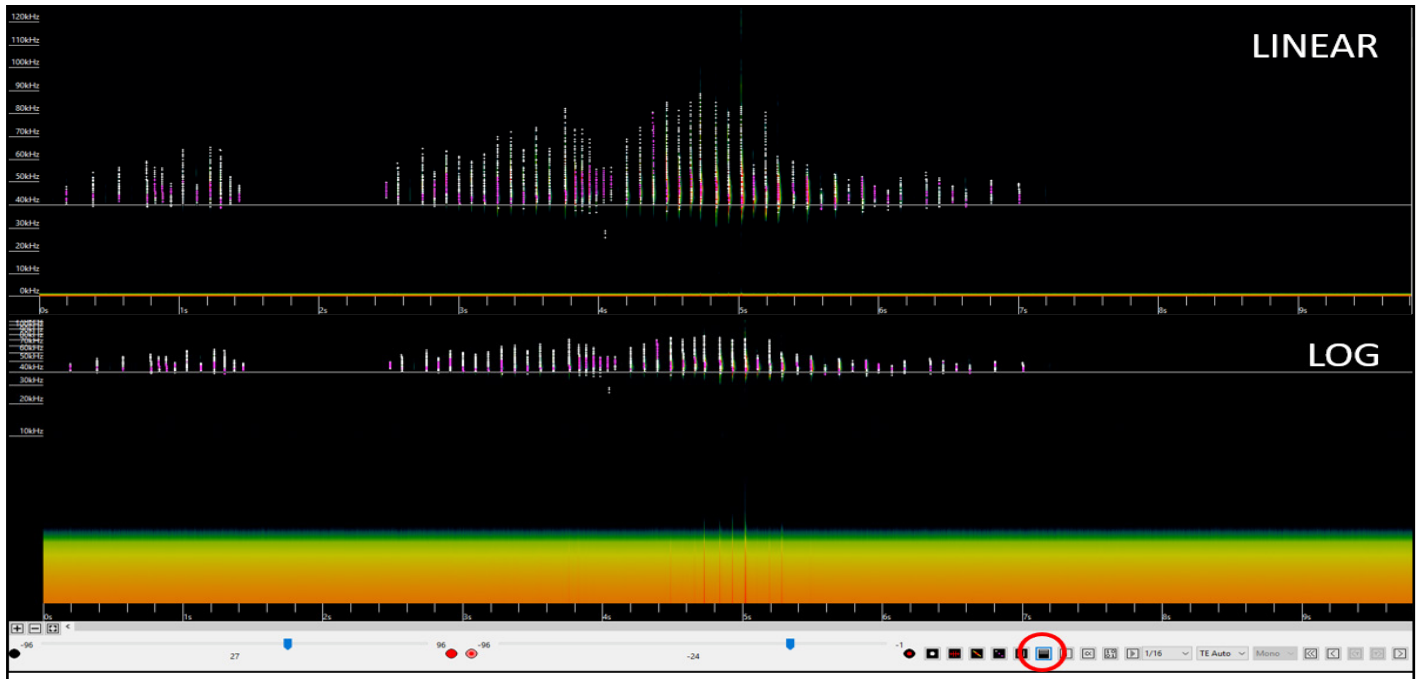 120kHz
LINEAR
110kHz
100kHz
90kHz
80kHz
70kHz
60kHz
50kHz
40kHz
30kHz
20kHz
10kHz
0kHz
0s 1s 2s 3s 4s 5s 6s 7s 8s 9s
70kHz
50kHz
LOG
40kHz
30kHz
20kHz
10kHz
0s 1s 2s 3s 4s 5s 6s 7s 8s 9s
-96 96 -96 -1
27 -24
1/16 TE Auto Mono